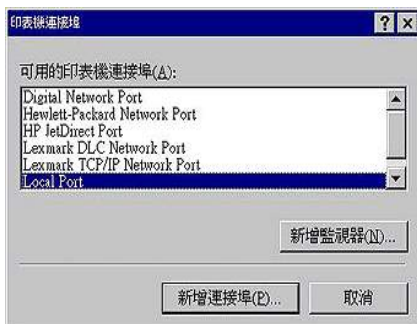 印表機連接埠
可用的印表機連接埠(A):
Digital Network Port
Hewlett-Packard Network Port
HP JetDirect Port
Lexmark DLC Network Port
Lexmark TCP/IP Network Port
Local Port
新增監視器(N)...
新增連接埠(P)...
取消